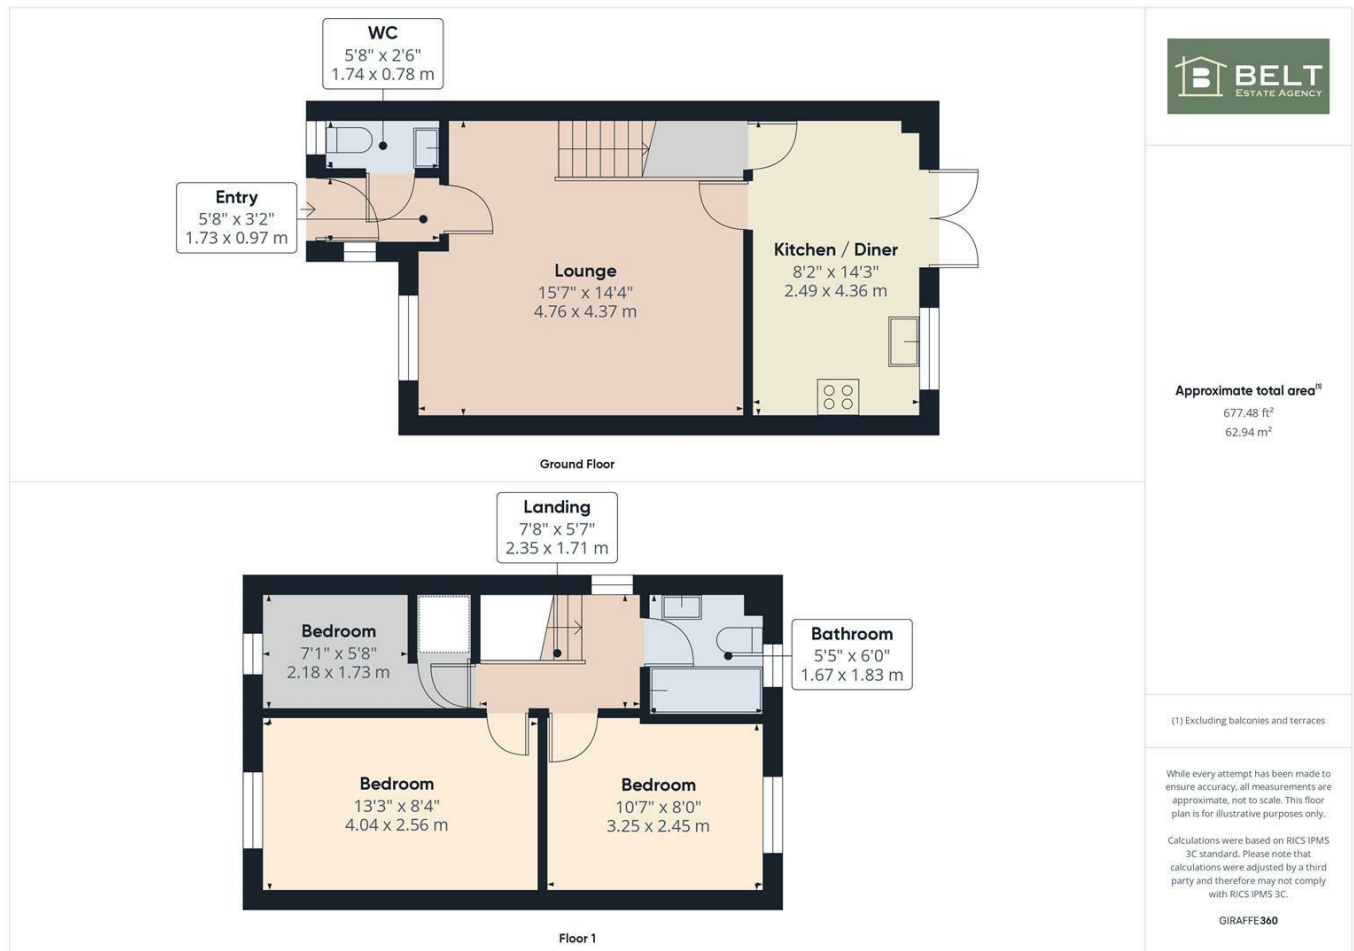 WC
5'8" x 2'6"
1.74 x 0.78 m
Entry
5'8" x 3'2"
1.73 x 0.97 m
Lounge
15'7" x 14'4"
4.76 x 4.37 m
Kitchen / Diner
8'2" x 14'3"
2.49 x 4.36 m
Ground Floor
Landing
7'8" x 5'7"
2.35 x 1.71 m
Bedroom
7'1" x 5'8"
2.18 x 1.73 m
Bathroom
5'5" x 6'0"
1.67 x 1.83 m
Bedroom
13'3" x 8'4"
4.04 x 2.56 m
Bedroom
10'7" x 8'0"
3.25 x 2.45 m
Floor 1
B BELT
ESTATE AGENCY
Approximate total area(1)
677.48 ft²
62.94 m²
(1) Excluding balconies and terraces
While every attempt has been made to
ensure accuracy, all measurements are
approximate, not to scale. This floor
plan is for illustrative purposes only.
Calculations were based on RICS IPMS
3C standard. Please note that
calculations were adjusted by a third
party and therefore may not comply
with RICS IPMS 3C.
GIRAFFE360